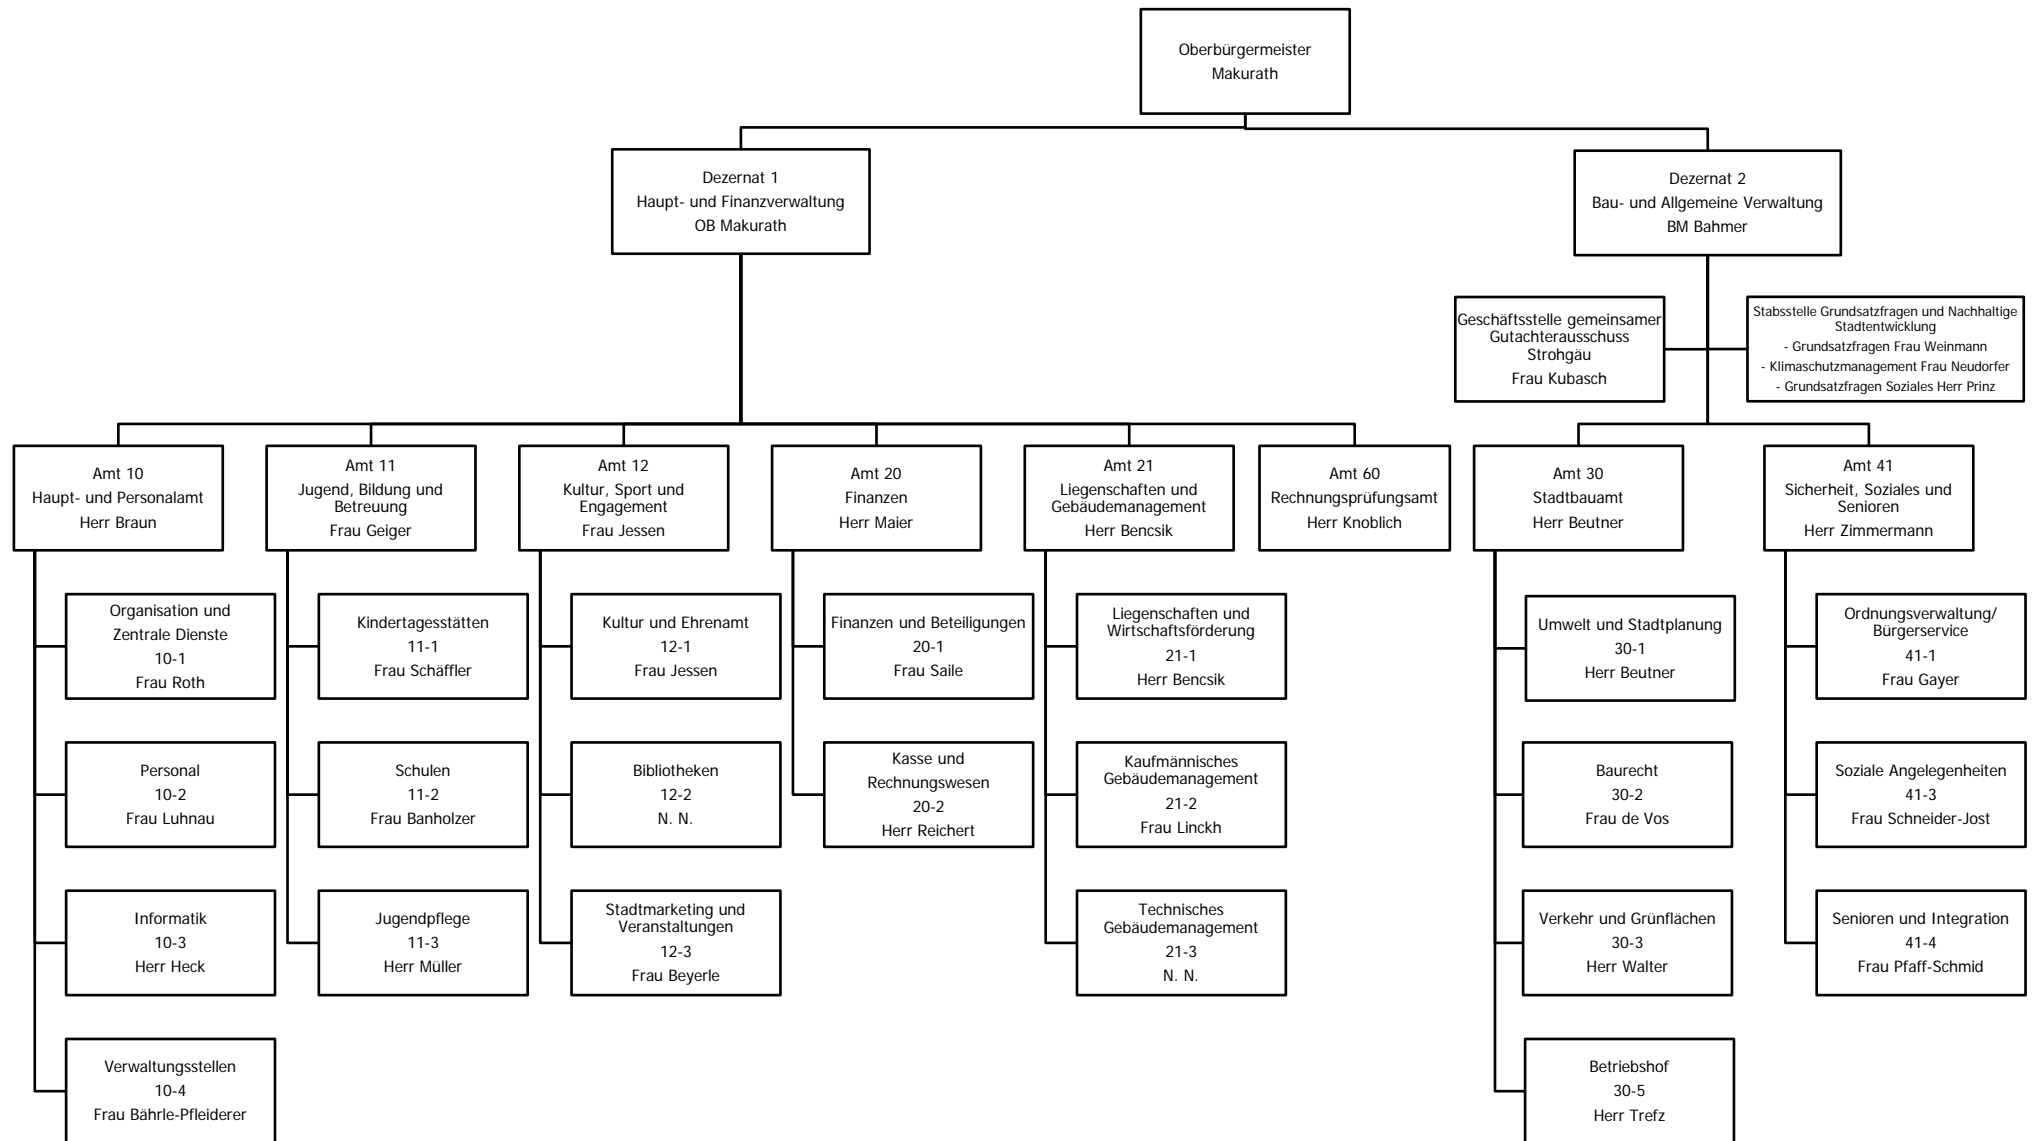 Oberbürgermeister
Makurath
Dezernat 1
Haupt- und Finanzverwaltung
OB Makurath
Dezernat 2
Bau- und Allgemeine Verwaltung
BM Bahmer
Geschäftsstelle gemeinsamer
Gutachterausschuss
Strohgäu
Frau Kubasch
Stabsstelle Grundsatzfragen und Nachhaltige
Stadtentwicklung
- Grundsatzfragen Frau Weinmann
- Klimaschutzmanagement Frau Neudorfer
- Grundsatzfragen Soziales Herr Prinz
Amt 10
Haupt- und Personalamt
Herr Braun
Amt 11
Jugend, Bildung und
Betreuung
Frau Geiger
Amt 12
Kultur, Sport und
Engagement
Frau Jessen
Amt 20
Finanzen
Herr Maier
Amt 21
Liegenschaften und
Gebäudemanagement
Herr Bencsik
Amt 60
Rechnungsprüfungsamt
Herr Knoblich
Amt 30
Stadtbauamt
Herr Beutner
Amt 41
Sicherheit, Soziales und
Senioren
Herr Zimmermann
Organisation und
Zentrale Dienste
10-1
Frau Roth
Kindertagesstätten
11-1
Frau Schäffler
Kultur und Ehrenamt
12-1
Frau Jessen
Finanzen und Beteiligungen
20-1
Frau Saile
Liegenschaften und
Wirtschaftsförderung
21-1
Herr Bencsik
Umwelt und Stadtplanung
30-1
Herr Beutner
Ordnungsverwaltung/
Bürgerservice
41-1
Frau Gayer
Personal
10-2
Frau Luhnau
Schulen
11-2
Frau Banholzer
Bibliotheken
12-2
N. N.
Kasse und
Rechnungswesen
20-2
Herr Reichert
Kaufmännisches
Gebäudemanagement
21-2
Frau Linckh
Baurecht
30-2
Frau de Vos
Soziale Angelegenheiten
41-3
Frau Schneider-Jost
Informatik
10-3
Herr Heck
Jugendpflege
11-3
Herr Müller
Stadtmarketing und
Veranstaltungen
12-3
Frau Beyerle
Technisches
Gebäudemanagement
21-3
N. N.
Verkehr und Grünflächen
30-3
Herr Walter
Senioren und Integration
41-4
Frau Pfaff-Schmid
Verwaltungsstellen
10-4
Frau Bährle-Pfleiderer
Betriebshof
30-5
Herr Trefz